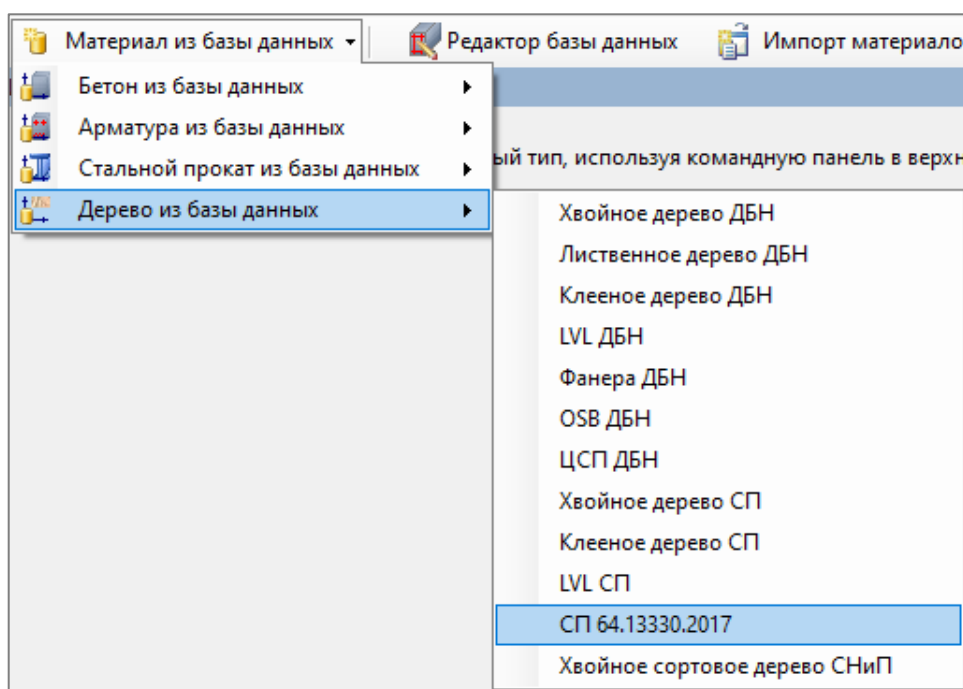 Материал из базы данных
Редактор базы данных
Импорт материало
Бетон из базы данных
Арматура из базы данных
ый тип, используя командную панель в верхн
Стальной прокат из базы данных
Дерево из базы данных
Хвойное дерево ДБН
Лиственное дерево ДБН
Клееное дерево ДБН
LVL ДБН
Фанера ДБН
OSB ДБН
ЦСП ДБН
Хвойное дерево СП
Клееное дерево СП
LVL СП
СП 64.13330.2017
Хвойное сортовое дерево СНиП